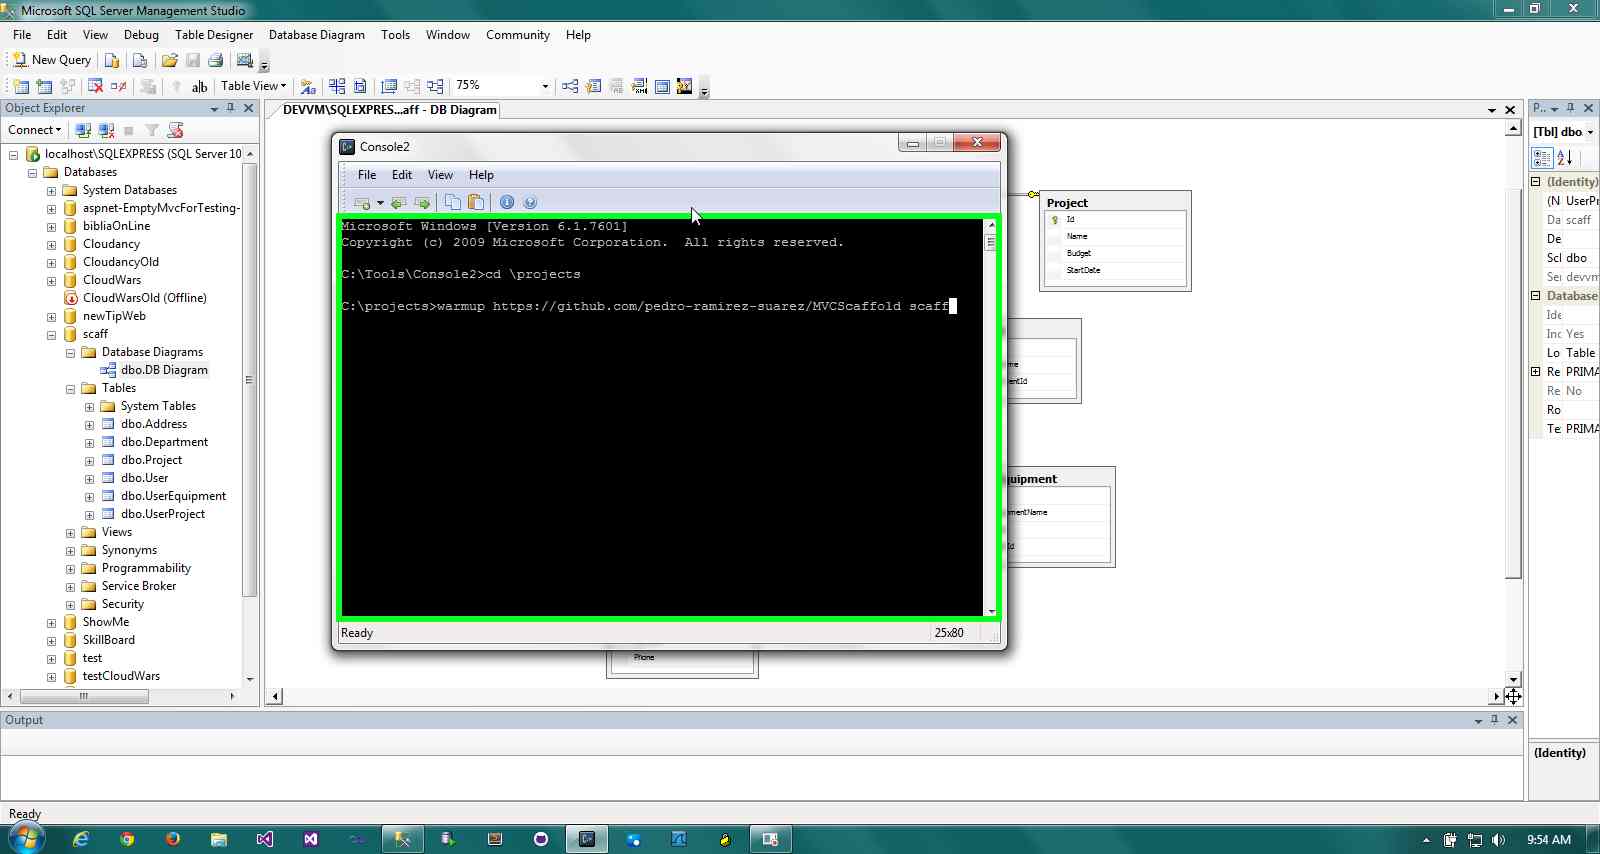 Microsoft SQL Server Management Studio
File Edit View Debug Table Designer Database Diagram Tools Window Community Help
New Query
ab Table View 75%
Object Explorer
Connect
localhost\SQLEXPRESS (SQL Server 10
Databases
System Databases
aspnet-EmptyMvcForTesting-
bibliaOnLine
Cloudancy
CloudancyOld
CloudWars
CloudWarsOld (Offline)
newTipWeb
scaff
Database Diagrams
dbo.DB Diagram
Tables
System Tables
dbo.Address
dbo.Department
dbo.Project
dbo.User
dbo.UserEquipment
dbo.UserProject
Views
Synonyms
Programmability
Service Broker
Security
ShowMe
SkillBoard
test
testCloudWars
DEVVM\SQLEXPRES...aff - DB Diagram
Console2
File Edit View Help
Microsoft Windows [Version 6.1.7601]
Copyright (c) 2009 Microsoft Corporation.  All rights reserved.
C:\Tools\Console2>cd \projects
C:\projects>warmup https://github.com/pedro-ramirez-suarez/MVCScaffold scaff
Ready 25x80
Project
Id
Name
Budget
StartDate
me
entId
uipment
mentName
Id
Phone
P..
[Tbl] dbo.
(Identity)
(N UserPr
Da scaff
De
Scl dbo
Sei devvm
Database
Ide
Inc Yes
Lo Table
Re PRIMA
Re No
Ro
Te: PRIMA
(Identity)
Output
Ready
9:54 AM